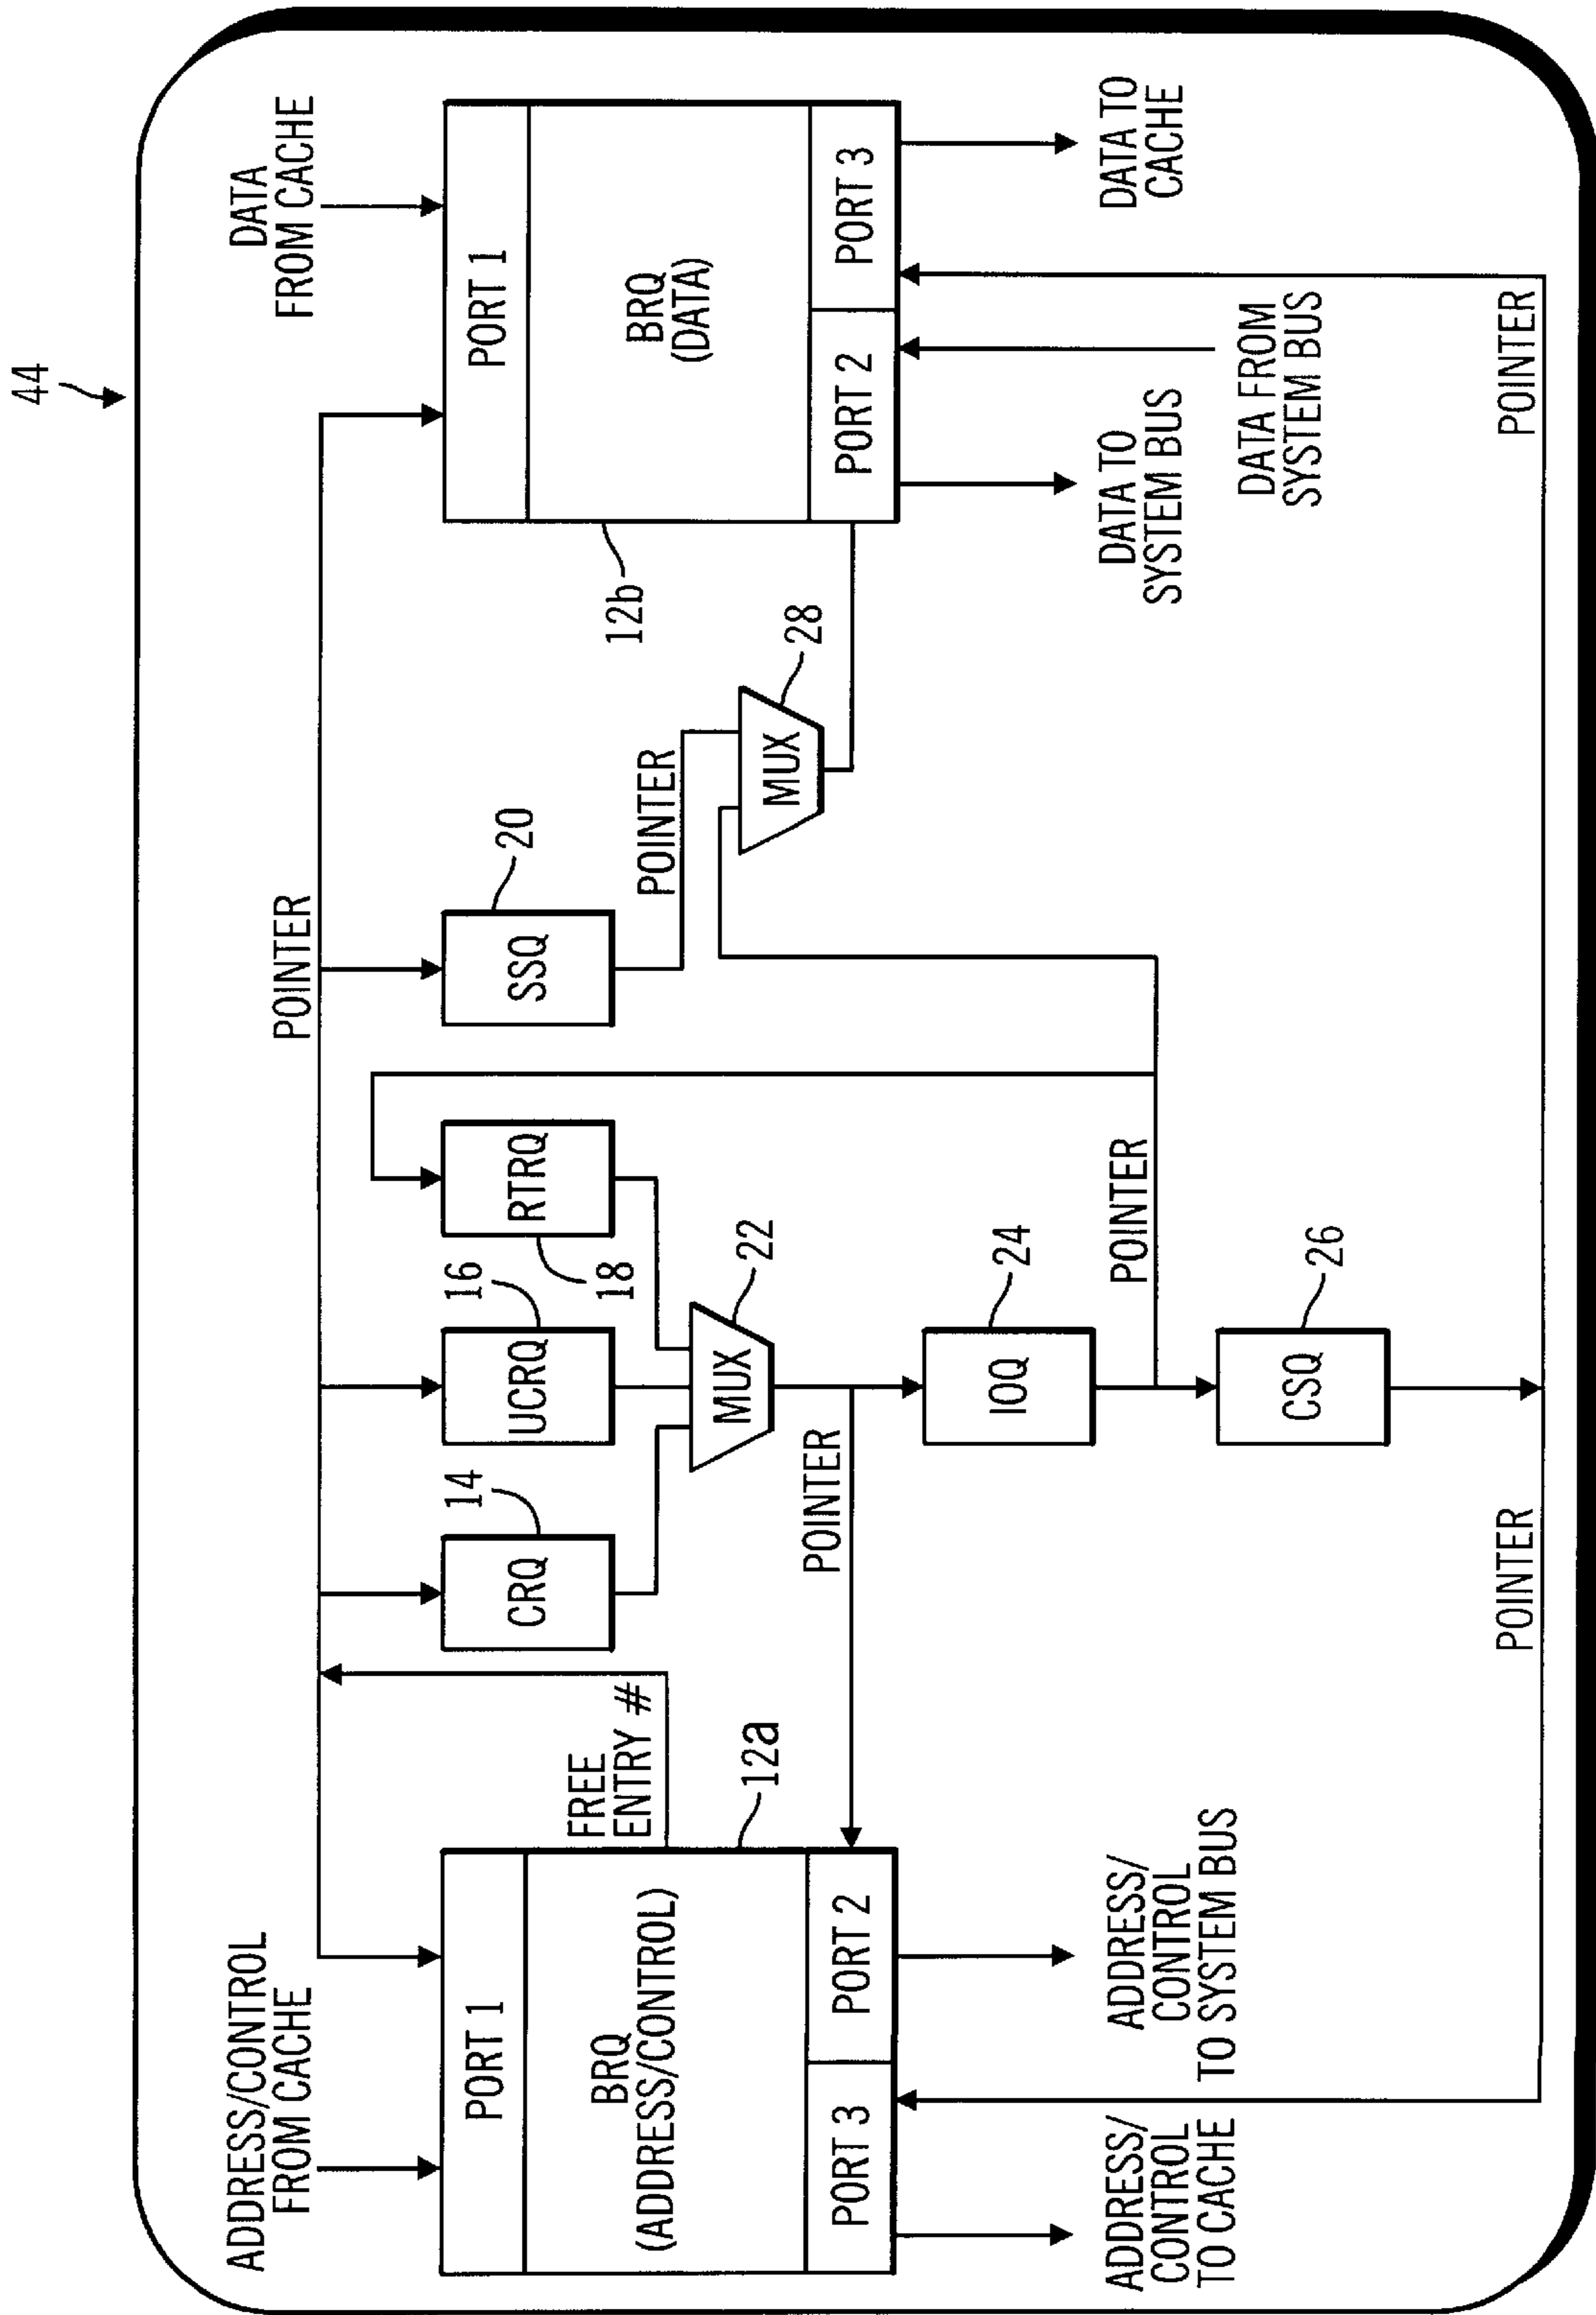 44
ADDRESS/CONTROL
FROM CACHE
POINTER
DATA
FROM CACHE
PORT 1
BRQ
(ADDRESS/CONTROL)
PORT 3
PORT 2
FREE
ENTRY #
12a
CRQ
14
UCRQ
16
RTRQ
18
SSQ
20
POINTER
MUX
22
MUX
28
PORT 1
BRQ
(DATA)
PORT 2
PORT 3
12b
POINTER
IOQ
24
POINTER
CSQ
26
ADDRESS/
CONTROL
TO CACHE
ADDRESS/
CONTROL
TO SYSTEM BUS
DATA TO
SYSTEM BUS
DATA FROM
SYSTEM BUS
DATA TO
CACHE
POINTER
POINTER